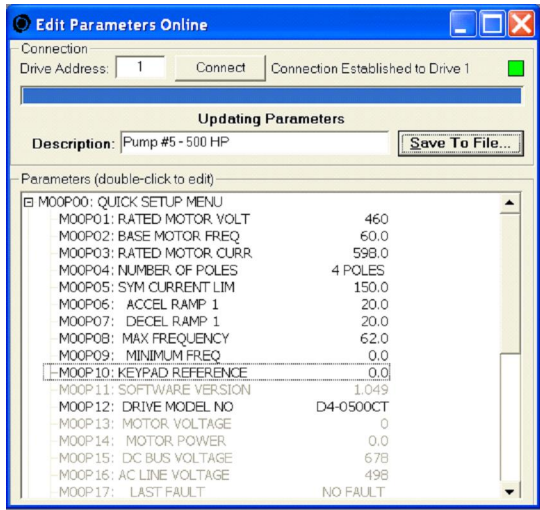 Edit Parameters Online
Connection
Drive Address: 1 Connect Connection Established to Drive 1
Updating Parameters
Description: Pump #5 - 500 HP Save To File...
Parameters (double-click to edit)
M00P00: QUICK SETUP MENU
M00P01: RATED MOTOR VOLT 460
M00P02: BASE MOTOR FREQ 60.0
M00P03: RATED MOTOR CURR 598.0
M00P04: NUMBER OF POLES 4 POLES
M00P05: SYM CURRENT LIM 150.0
M00P06: ACCEL RAMP 1 20.0
M00P07: DECEL RAMP 1 20.0
M00P08: MAX FREQUENCY 62.0
M00P09: MINIMUM FREQ 0.0
M00P10: KEYPAD REFERENCE 0.0
M00P11: SOFTWARE VERSION 1.049
M00P12: DRIVE MODEL NO D4-0500CT
M00P13: MOTOR VOLTAGE 0
M00P14: MOTOR POWER 0.0
M00P15: DC BUS VOLTAGE 678
M00P16: AC LINE VOLTAGE 498
M00P17: LAST FAULT NO FAULT